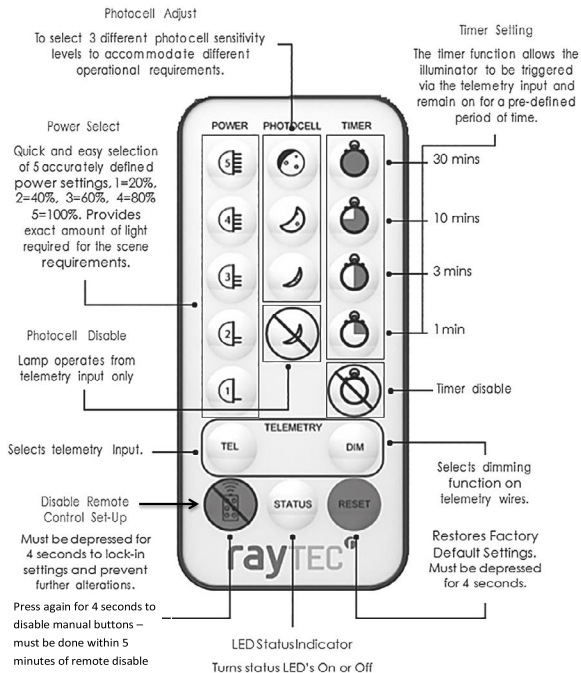 Photocell Adjust
To select 3 different photocell sensitivity
levels to accommodate different
operational requirements.
Timer Setting
The timer function allows the
illuminator to be triggered
via the telemetry input and
remain on for a pre-defined
period of time.
Power Select
Quick and easy selection
of 5 accurately defined
power settings, 1=20%,
2=40%, 3=60%, 4=80%
5=100%. Provides
exact amount of light
required for the scene
requirements.
POWER PHOTOCELL TIMER
5
4
3
2
1
30 mins
10 mins
3 mins
1 min
Photocell Disable
Lamp operates from
telemetry input only
Timer disable
TELEMETRY
TEL
DIM
Selects telemetry Input.
Selects dimming
function on
telemetry wires.
Disable Remote
Control Set-Up
Must be depressed for
4 seconds to lock-in
settings and prevent
further alterations.
Press again for 4 seconds to
disable manual buttons –
must be done within 5
minutes of remote disable
STATUS
RESET
raytec
Restores Factory
Default Settings.
Must be depressed
for 4 seconds.
LED Status Indicator
Turns status LED's On or Off